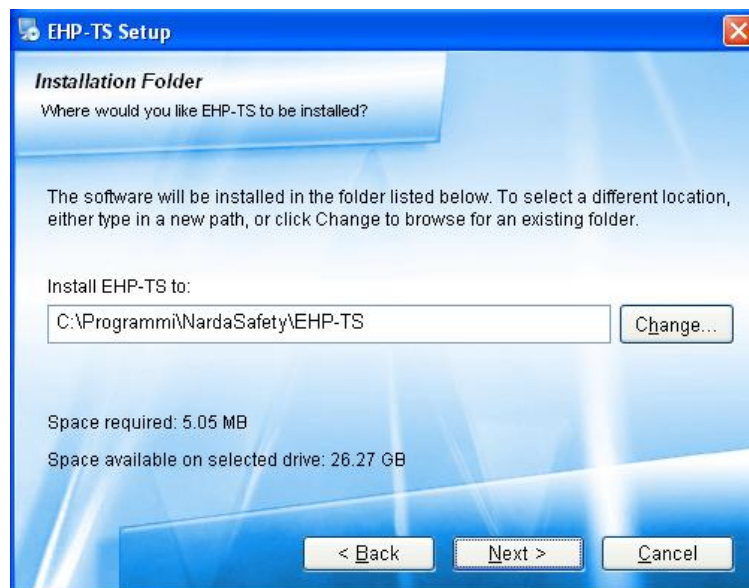 EHP-TS Setup
Installation Folder
Where would you like EHP-TS to be installed?
The software will be installed in the folder listed below. To select a different location,
either type in a new path, or click Change to browse for an existing folder.
Install EHP-TS to:
C:\Programmi\NardaSafety\EHP-TS
Change...
Space required: 5.05 MB
Space available on selected drive: 26.27 GB
< Back
Next >
Cancel